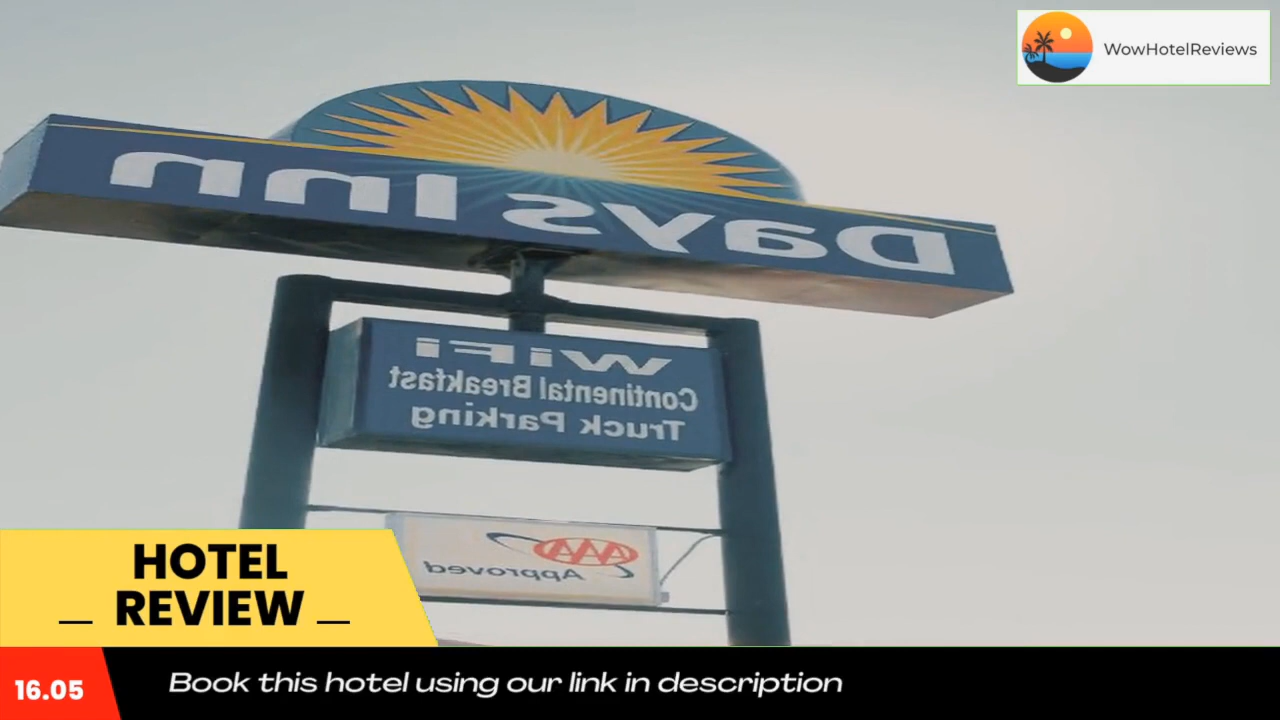 WowHotelReviews
Days Inn
WiFi
Continental Breakfast
Truck Parking
AAA
Approved
HOTEL
REVIEW
16.05
Book this hotel using our link in description